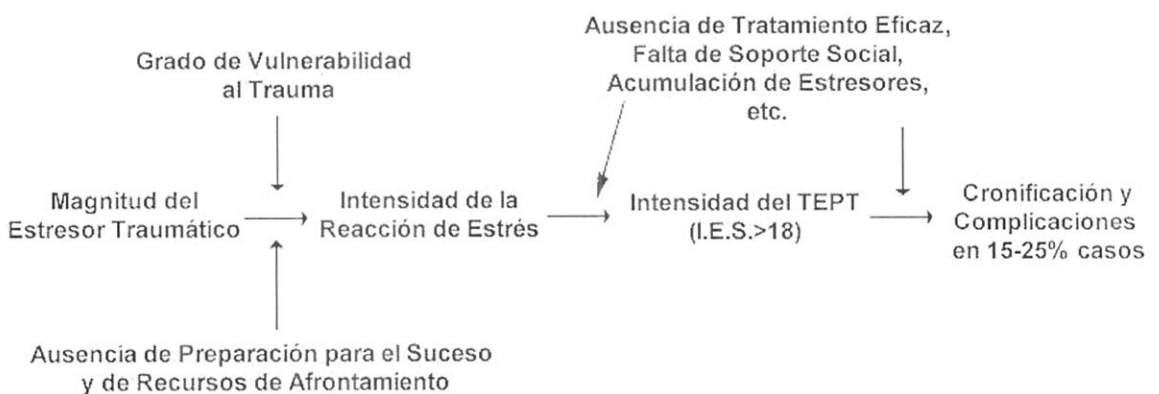 Ausencia de Tratamiento Eficaz,
Falta de Soporte Social,
Acumulación de Estresores,
etc.
Grado de Vulnerabilidad
al Trauma
Magnitud del
Estresor Traumático
Intensidad de la
Reacción de Estrés
Intensidad del TEPT
(I.E.S.>18)
Cronificación y
Complicaciones
en 15-25% casos
Ausencia de Preparación para el Suceso
y de Recursos de Afrontamiento